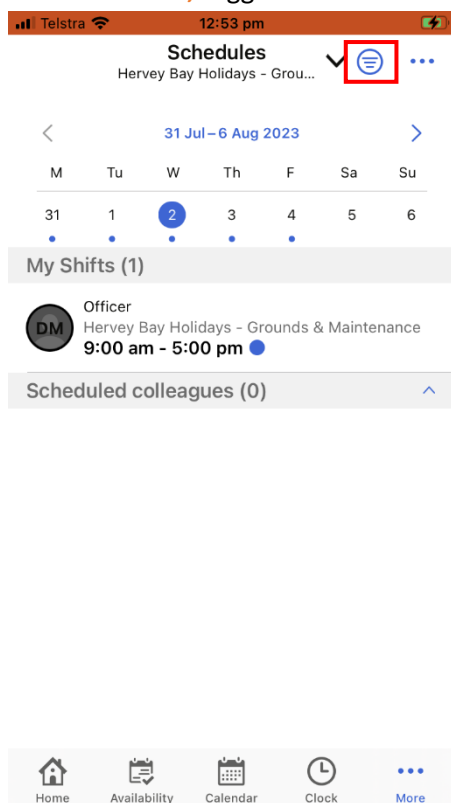 Telstra 12:53 pm
Schedules
Hervey Bay Holidays - Grou...
31 Jul – 6 Aug 2023
M Tu W Th F Sa Su
31 1 2 3 4 5 6
My Shifts (1)
Officer
DM Hervey Bay Holidays - Grounds & Maintenance
9:00 am - 5:00 pm
Scheduled colleagues (0)
Home Availability Calendar Clock More